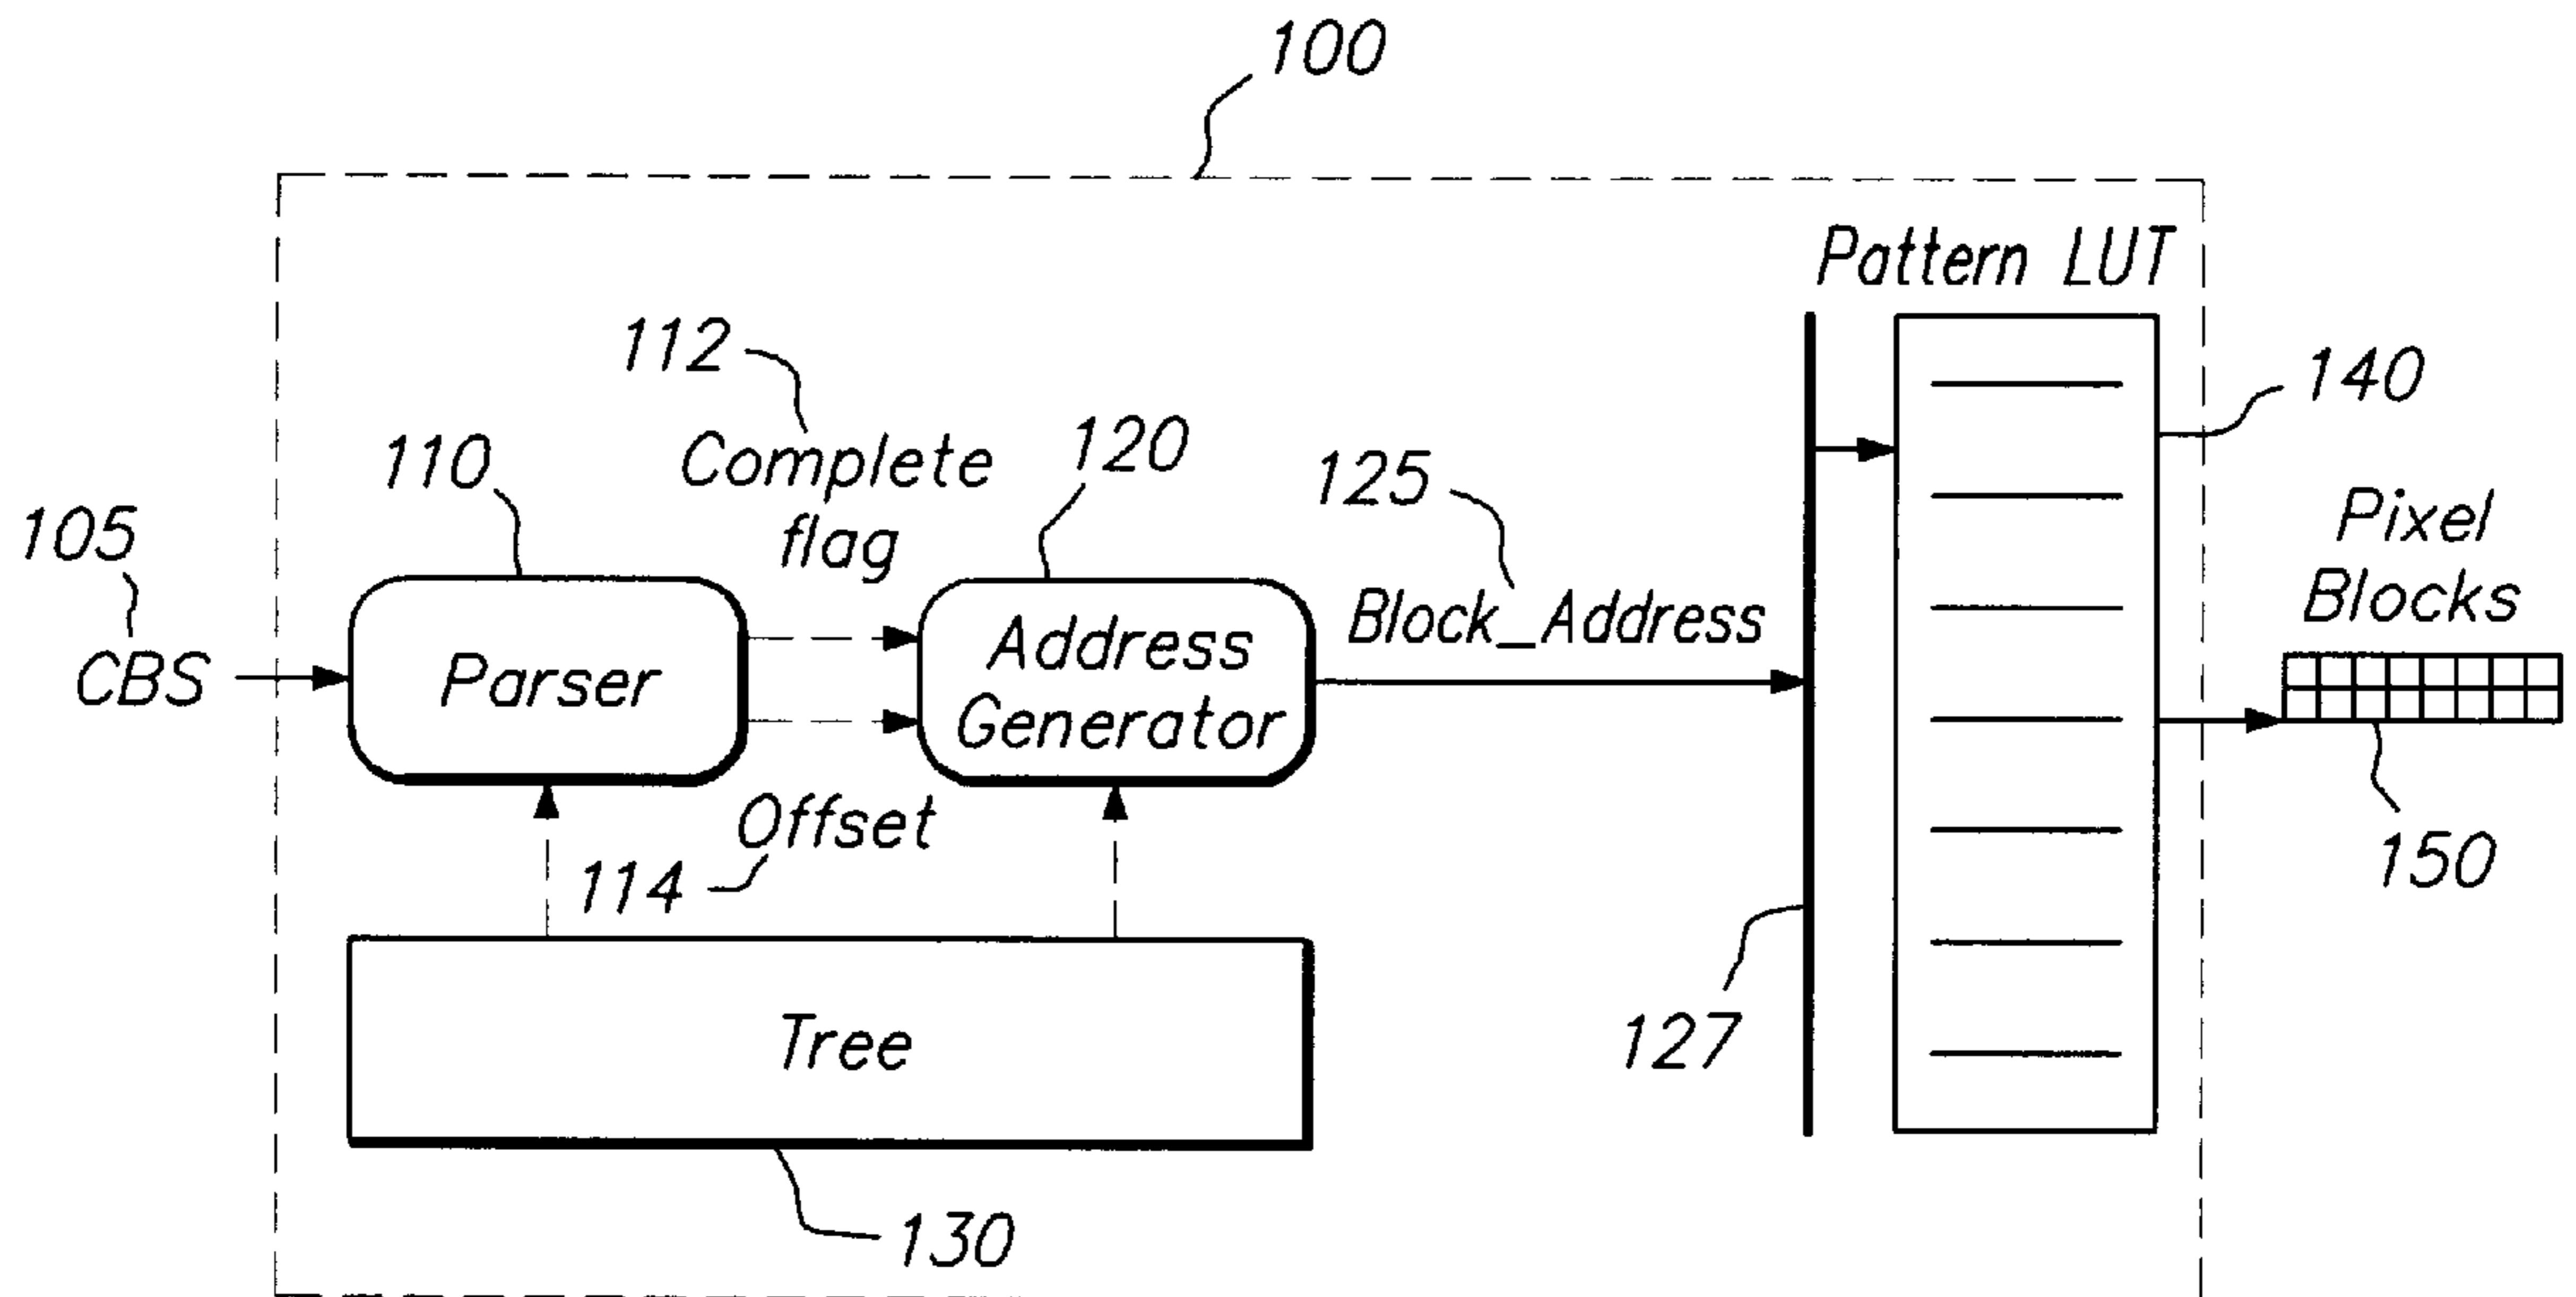 100
Pattern LUT
112
140
110
Complete
flag
120
125
105
Pixel
Blocks
CBS
Parser
Address
Generator
Block_Address
Offset
114
150
127
Tree
130